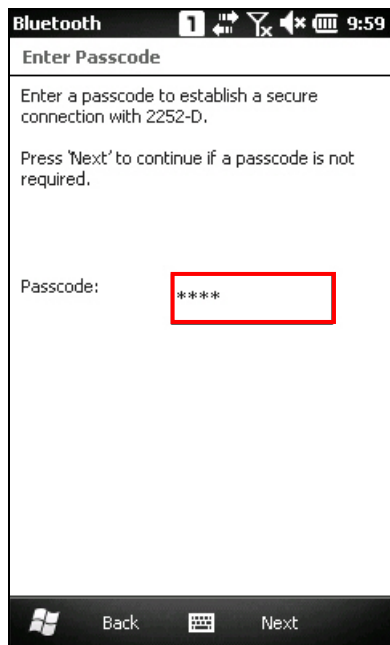 Bluetooth 1 9:59
Enter Passcode
Enter a passcode to establish a secure
connection with 2252-D.
Press 'Next' to continue if a passcode is not
required.
Passcode: ****
Back Next